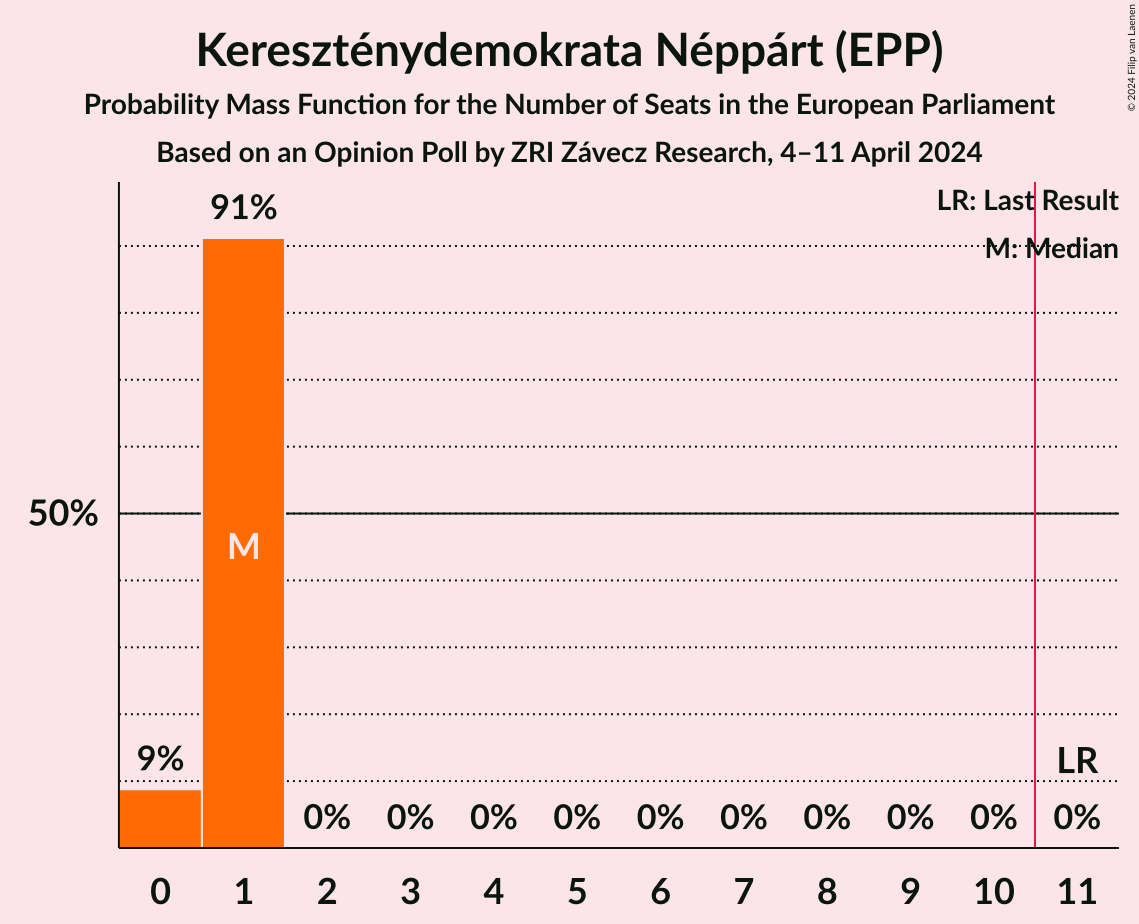 Kereszténydemokrata Néppárt (EPP)
Probability Mass Function for the Number of Seats in the European Parliament
Based on an Opinion Poll by ZRI Závecz Research, 4–11 April 2024
© 2024 Filip van Laenen
LR: Last Result
M: Median
91%
50%
M
9%
LR
0% 0% 0% 0% 0% 0% 0% 0% 0% 0%
0 1 2 3 4 5 6 7 8 9 10 11